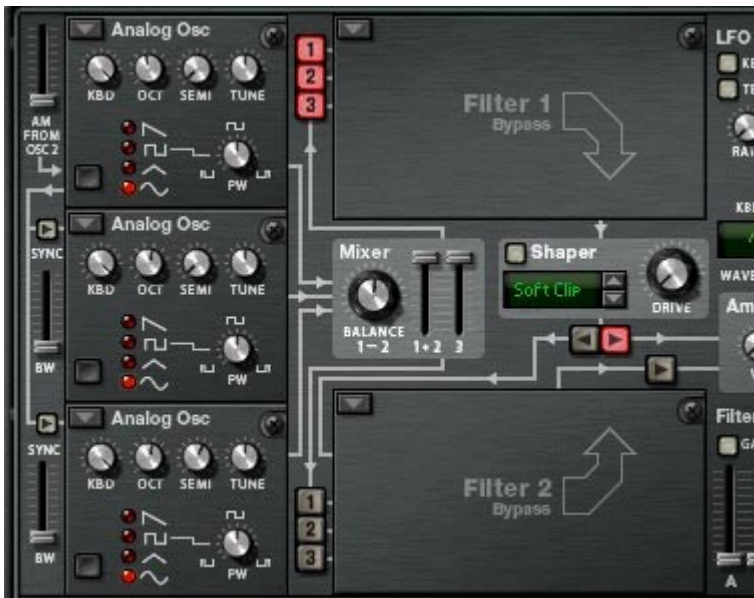 Analog Osc
KBD OCT SEMI TUNE
AM
FROM
OSC 2
PW
SYNC
Analog Osc
KBD OCT SEMI TUNE
BW
PW
SYNC
Analog Osc
KBD OCT SEMI TUNE
BW
PW
1
2
3
Filter 1
Bypass
Mixer
BALANCE
1-2 1+2 3
Shaper
Soft Clip
DRIVE
1
2
3
Filter 2
Bypass
LFO
KBD
WAVE
Am
Filter
A